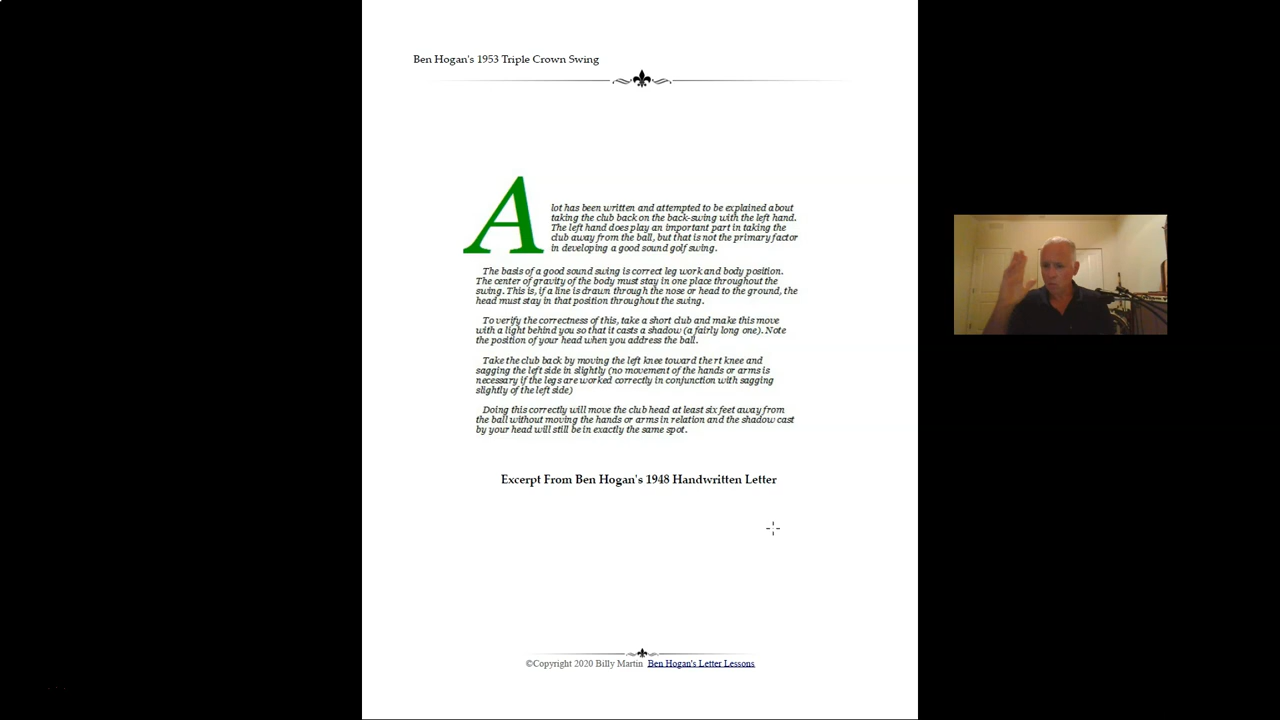 Ben Hogan's 1953 Triple Crown Swing
A lot has been written and attempted to be explained about
taking the club back on the back-swing with the left hand.
The left hand does play an important part in taking the
club away from the ball, but that is not the primary factor
in developing a good sound golf swing.
The basis of a good sound swing is correct leg work and body position.
The center of gravity of the body must stay in one place throughout the
swing. This is, if a line is drawn through the nose or head to the ground, the
head must stay in that position throughout the swing.
To verify the correctness of this, take a short club and make this move
with a light behind you so that it casts a shadow (a fairly long one). Note
the position of your head when you address the ball.
Take the club back by moving the left knee toward the rt knee and
sagging the left side in slightly (no movement of the hands or arms is
necessary if the legs are worked correctly in conjunction with sagging
slightly of the left side)
Doing this correctly will move the club head at least six feet away from
the ball without moving the hands or arms in relation and the shadow cast
by your head will still be in exactly the same spot.
Excerpt From Ben Hogan's 1948 Handwritten Letter
©Copyright 2020 Billy Martin Ben Hogan's Letter Lessons